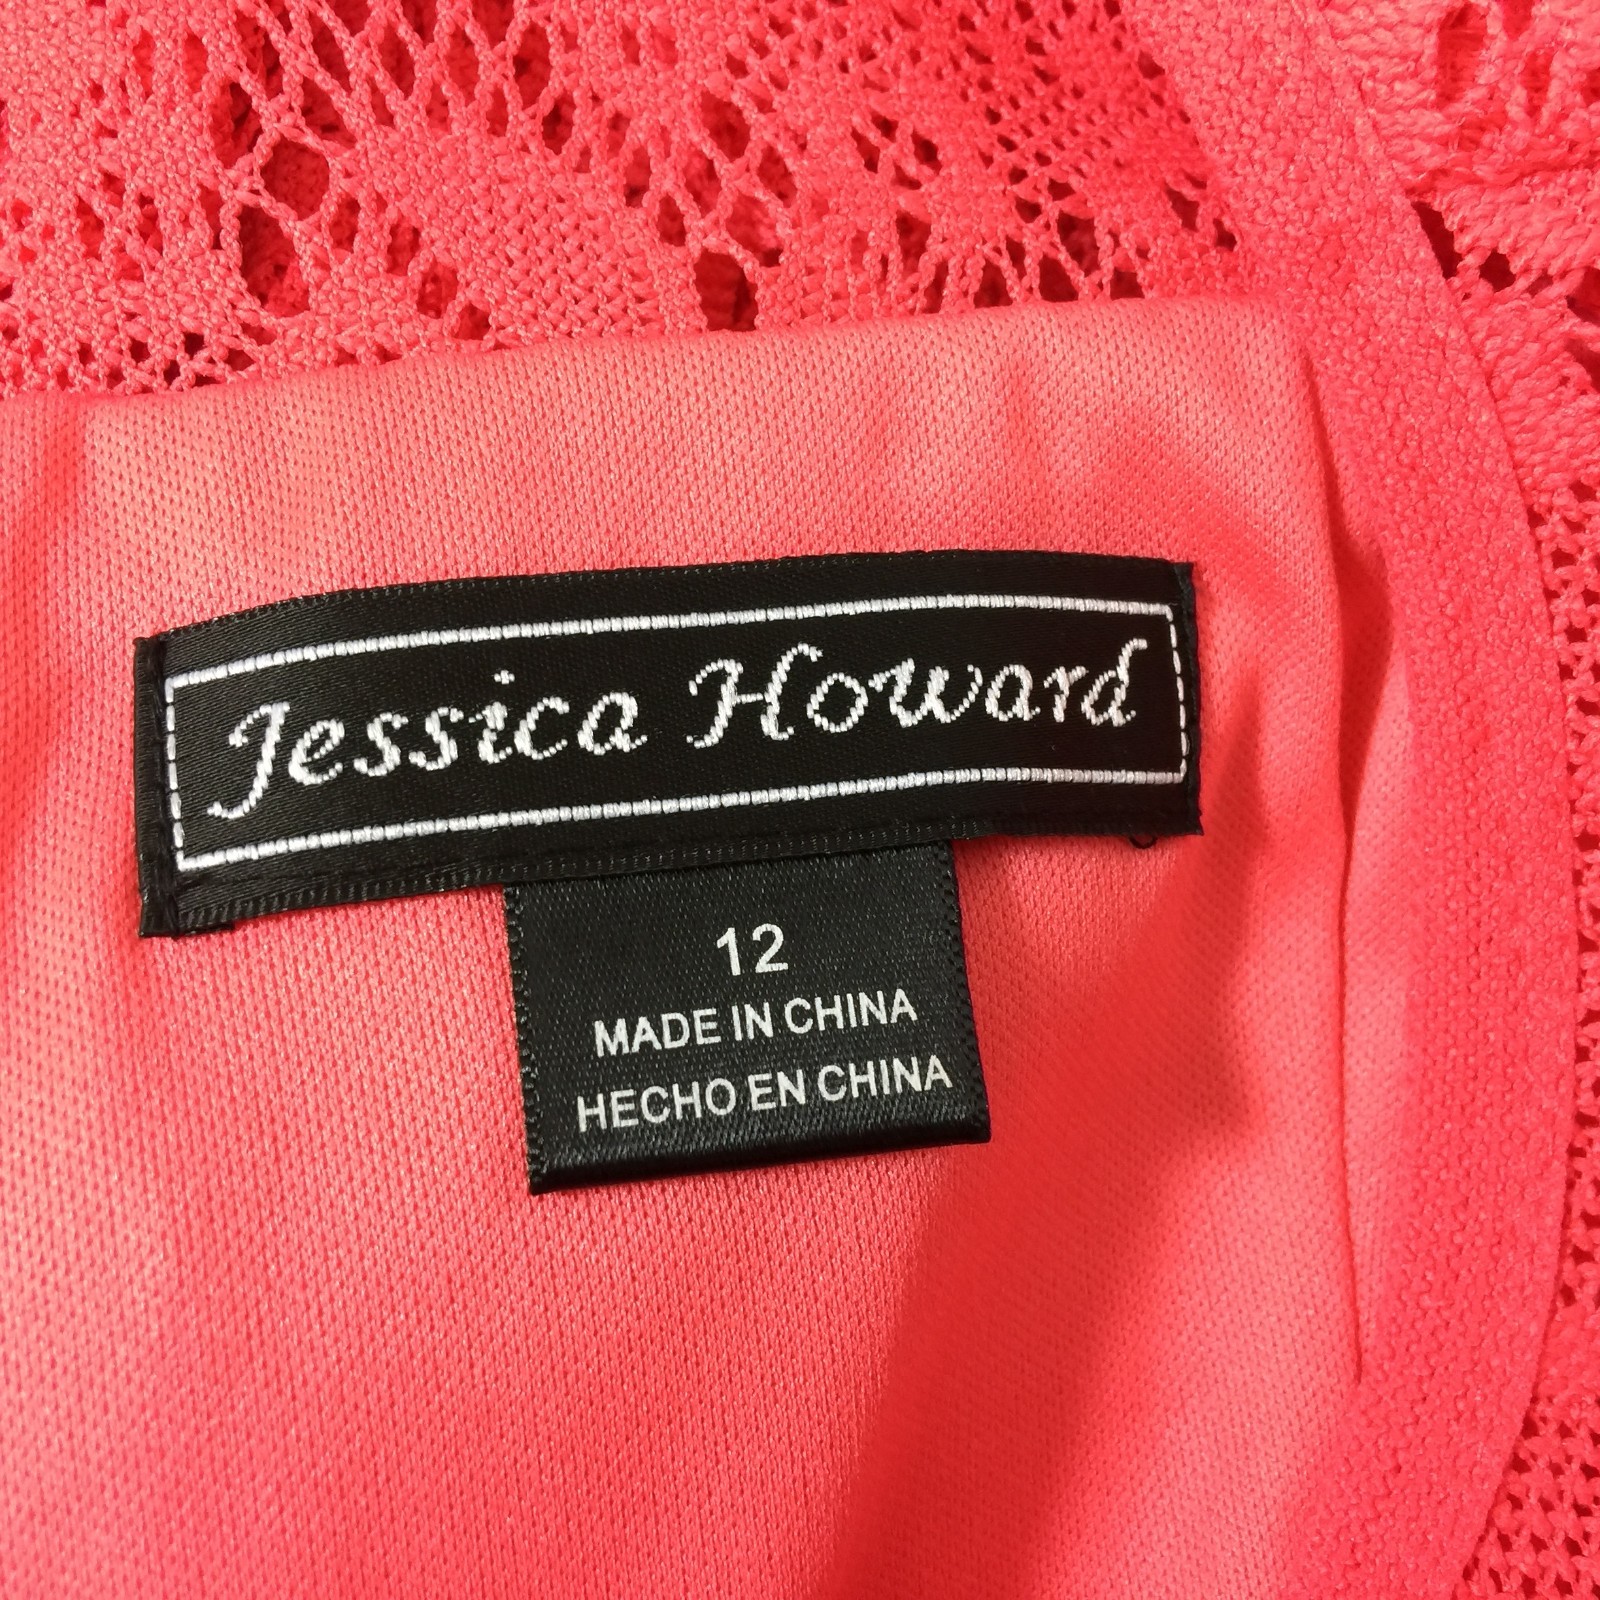 Jessica Howard
12
MADE IN CHINA
HECHO EN CHINA